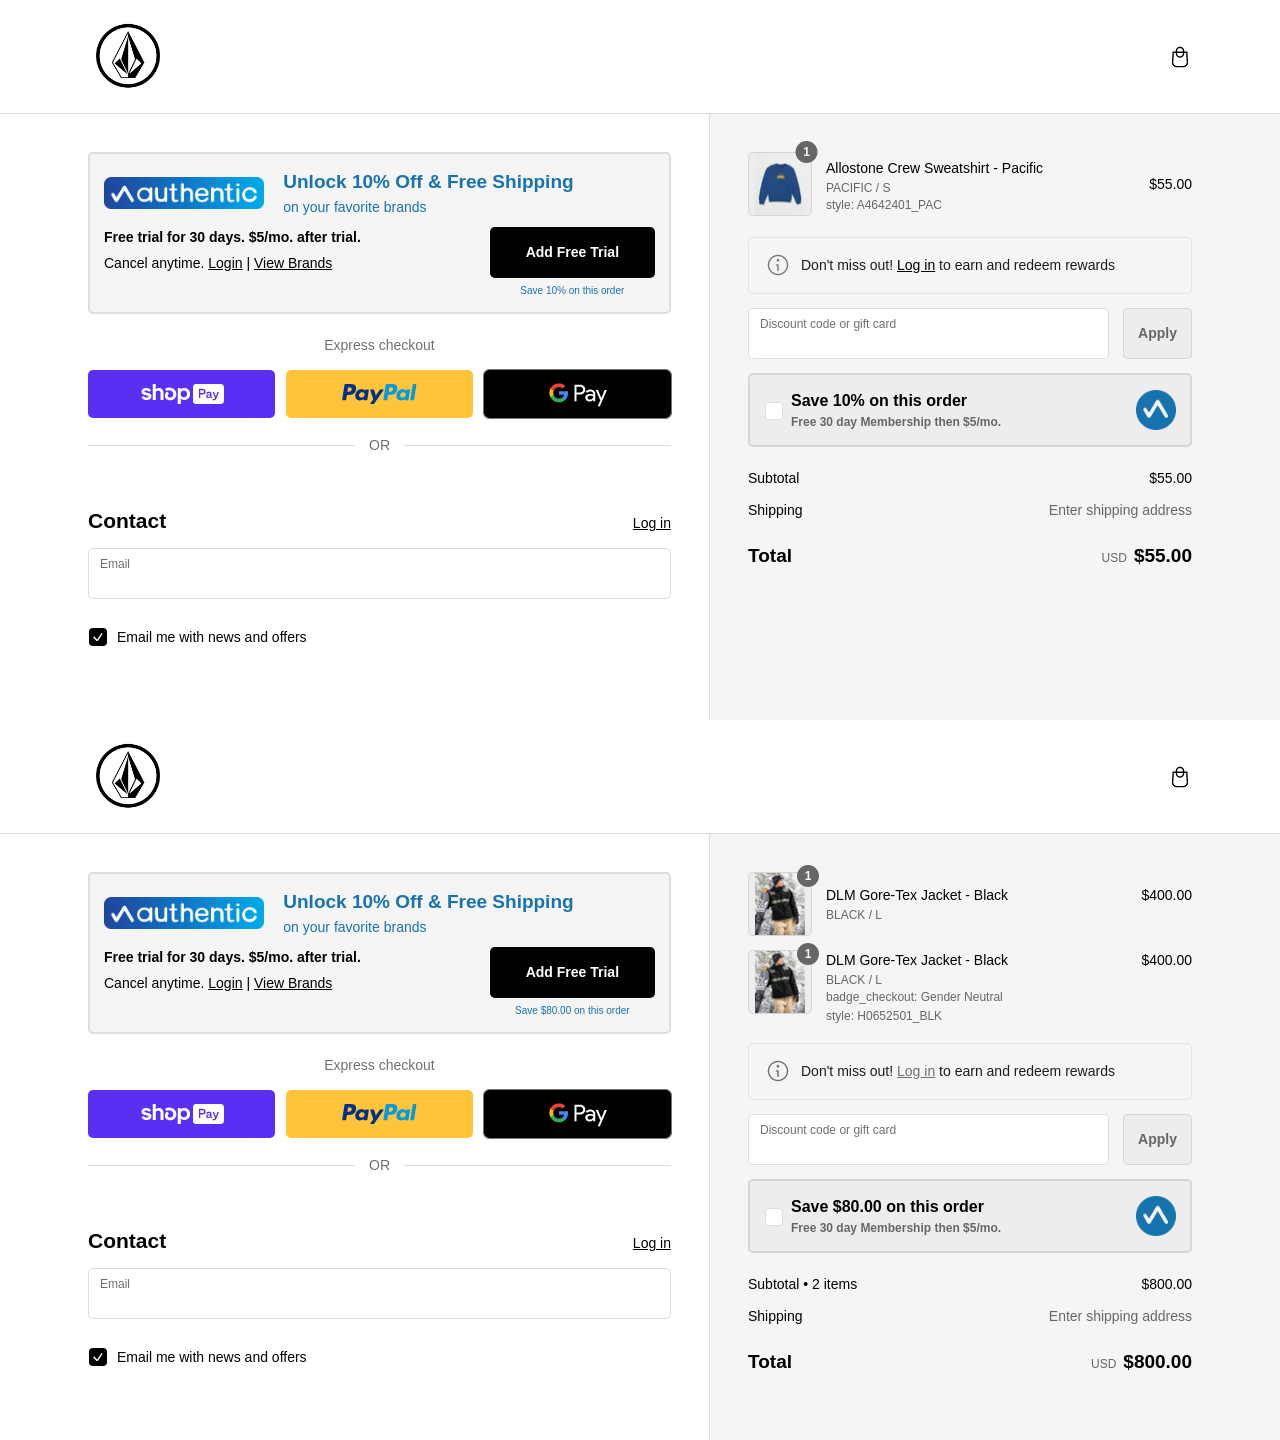 authentic
Unlock 10% Off & Free Shipping
on your favorite brands
Free trial for 30 days. $5/mo. after trial.
Cancel anytime. Login | View Brands
Add Free Trial
Save 10% on this order
Express checkout
shop Pay
PayPal
G Pay
OR
Contact
Log in
Email
Email me with news and offers
1
Allostone Crew Sweatshirt - Pacific
PACIFIC / S
style: A4642401_PAC
$55.00
Don't miss out! Log in to earn and redeem rewards
Discount code or gift card
Apply
Save 10% on this order
Free 30 day Membership then $5/mo.
Subtotal
$55.00
Shipping
Enter shipping address
Total
USD $55.00
authentic
Unlock 10% Off & Free Shipping
on your favorite brands
Free trial for 30 days. $5/mo. after trial.
Cancel anytime. Login | View Brands
Add Free Trial
Save $80.00 on this order
Express checkout
shop Pay
PayPal
G Pay
OR
Contact
Log in
Email
Email me with news and offers
1
DLM Gore-Tex Jacket - Black
BLACK / L
$400.00
1
DLM Gore-Tex Jacket - Black
BLACK / L
badge_checkout: Gender Neutral
style: H0652501_BLK
$400.00
Don't miss out! Log in to earn and redeem rewards
Discount code or gift card
Apply
Save $80.00 on this order
Free 30 day Membership then $5/mo.
Subtotal • 2 items
$800.00
Shipping
Enter shipping address
Total
USD $800.00